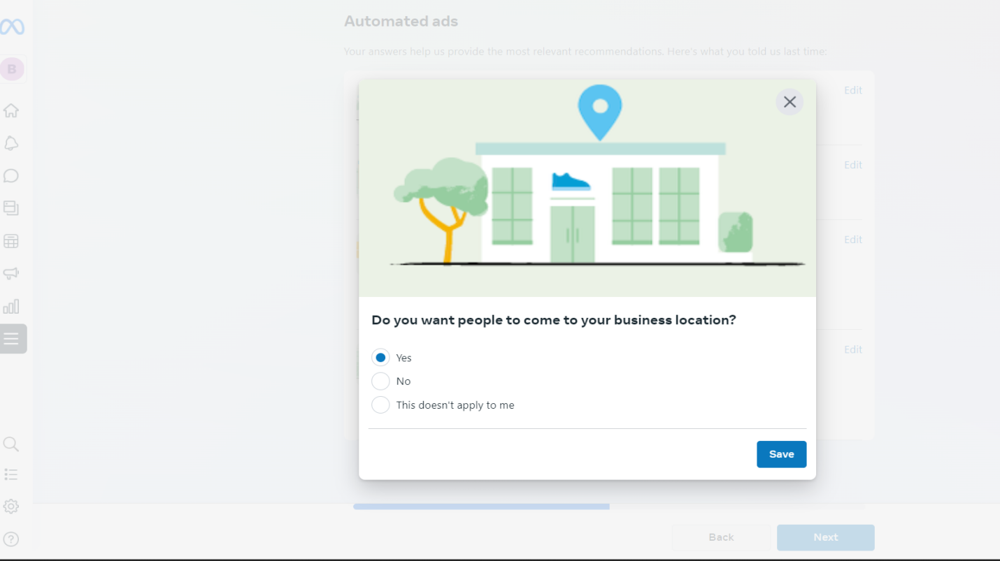 Automated ads
Your answers help us provide the most relevant recommendations. Here's what you told us last time:
B
Edit
Edit
Edit
Do you want people to come to your business location?
Edit
Yes
No
This doesn't apply to me
Save
Back
Next